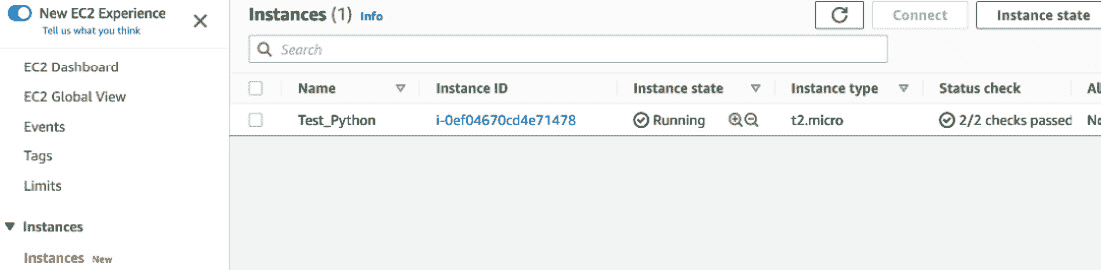 New EC2 Experience
Tell us what you think
EC2 Dashboard
EC2 Global View
Events
Tags
Limits
Instances
Instances New
Instances (1) Info
Connect
Instance state
Search
Name Instance ID Instance state Instance type Status check Al
Test_Python i-0ef04670cd4e71478 Running t2.micro 2/2 checks passed No